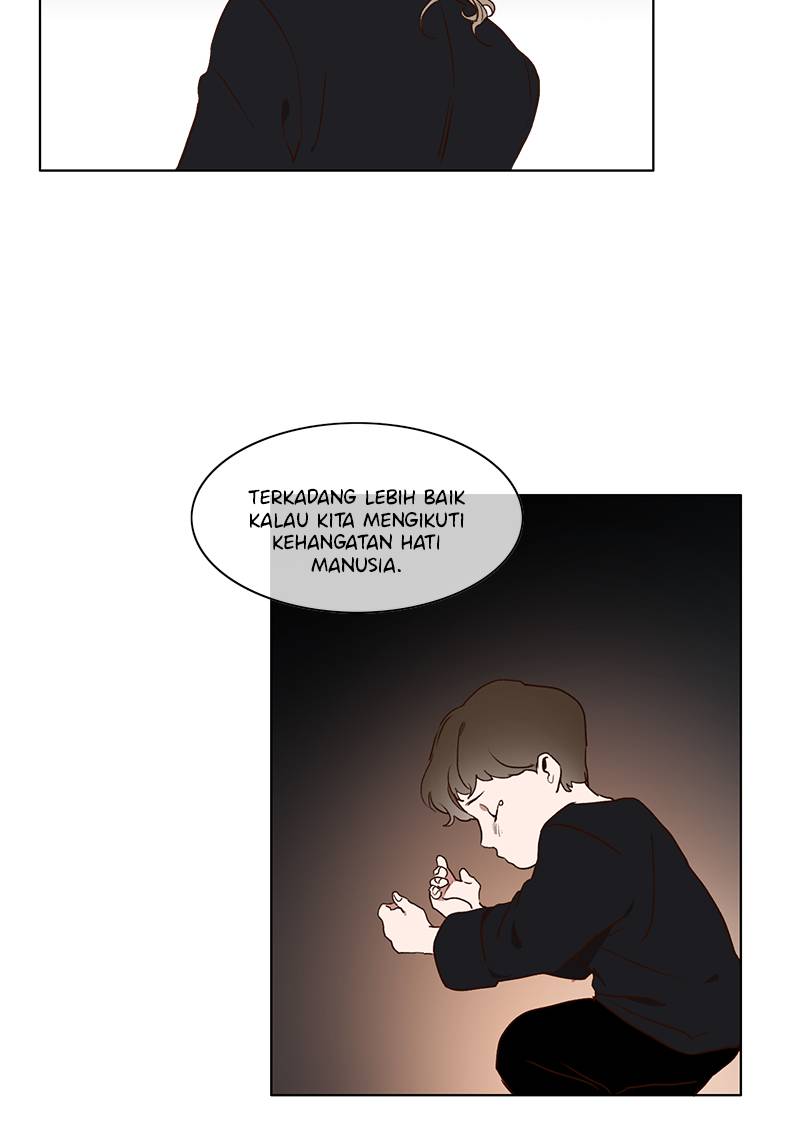 TERKADANG LEBIH BAIK
KALAU KITA MENGIKUTI
KEHANGATAN HATI
MANUSIA.